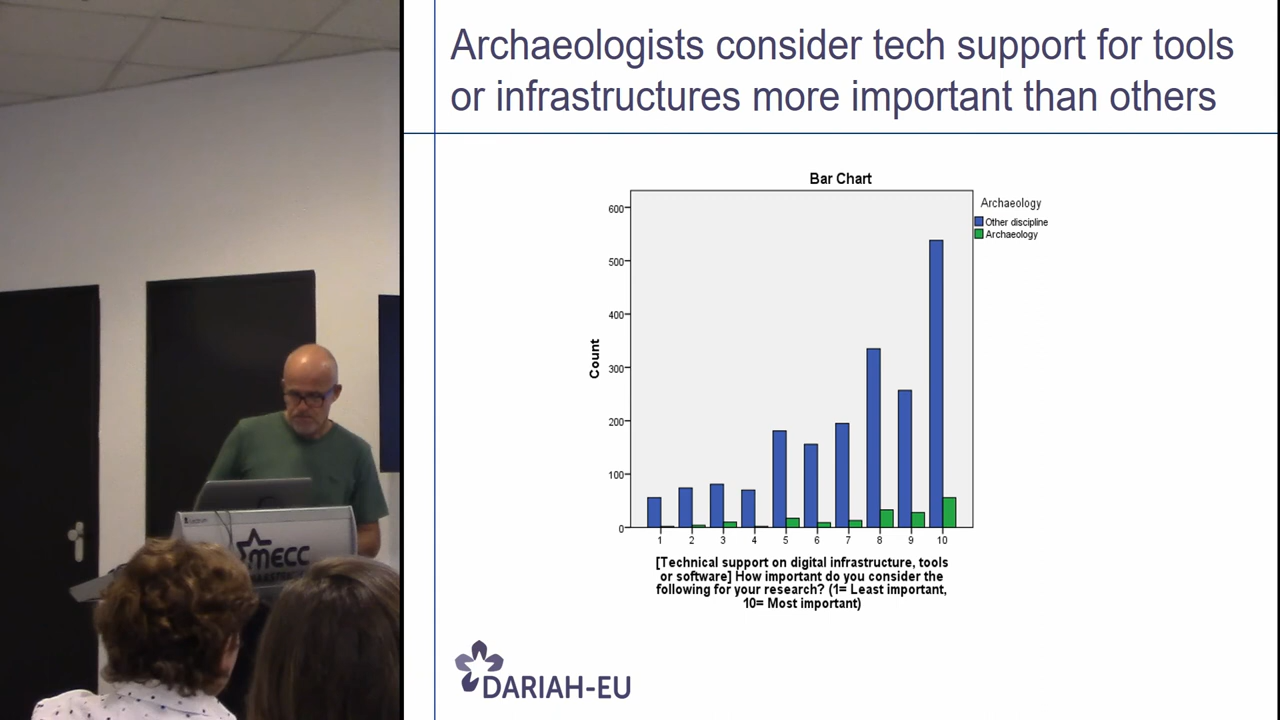 Archaeologists consider tech support for tools
or infrastructures more important than others
Bar Chart
Archaeology
Other discipline
Archaeology
600
500
400
300
200
100
0
Count
1 2 3 4 5 6 7 8 9 10
[Technical support on digital infrastructure, tools
or software] How important do you consider the
following for your research? (1= Least important,
10= Most important)
DARIAH-EU
MECC